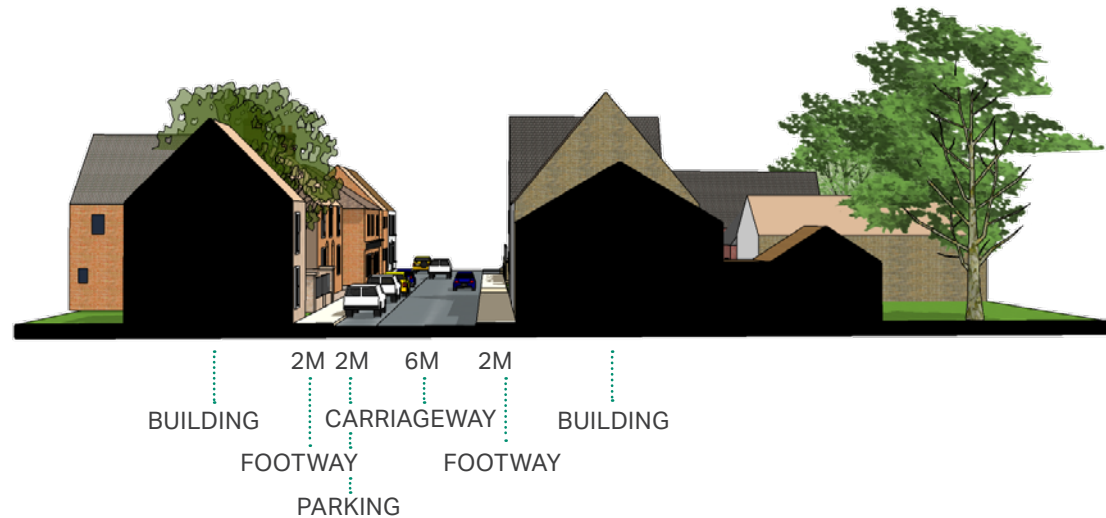 2M 2M 6M 2M
BUILDING CARRIAGEWAY BUILDING
FOOTWAY FOOTWAY
PARKING